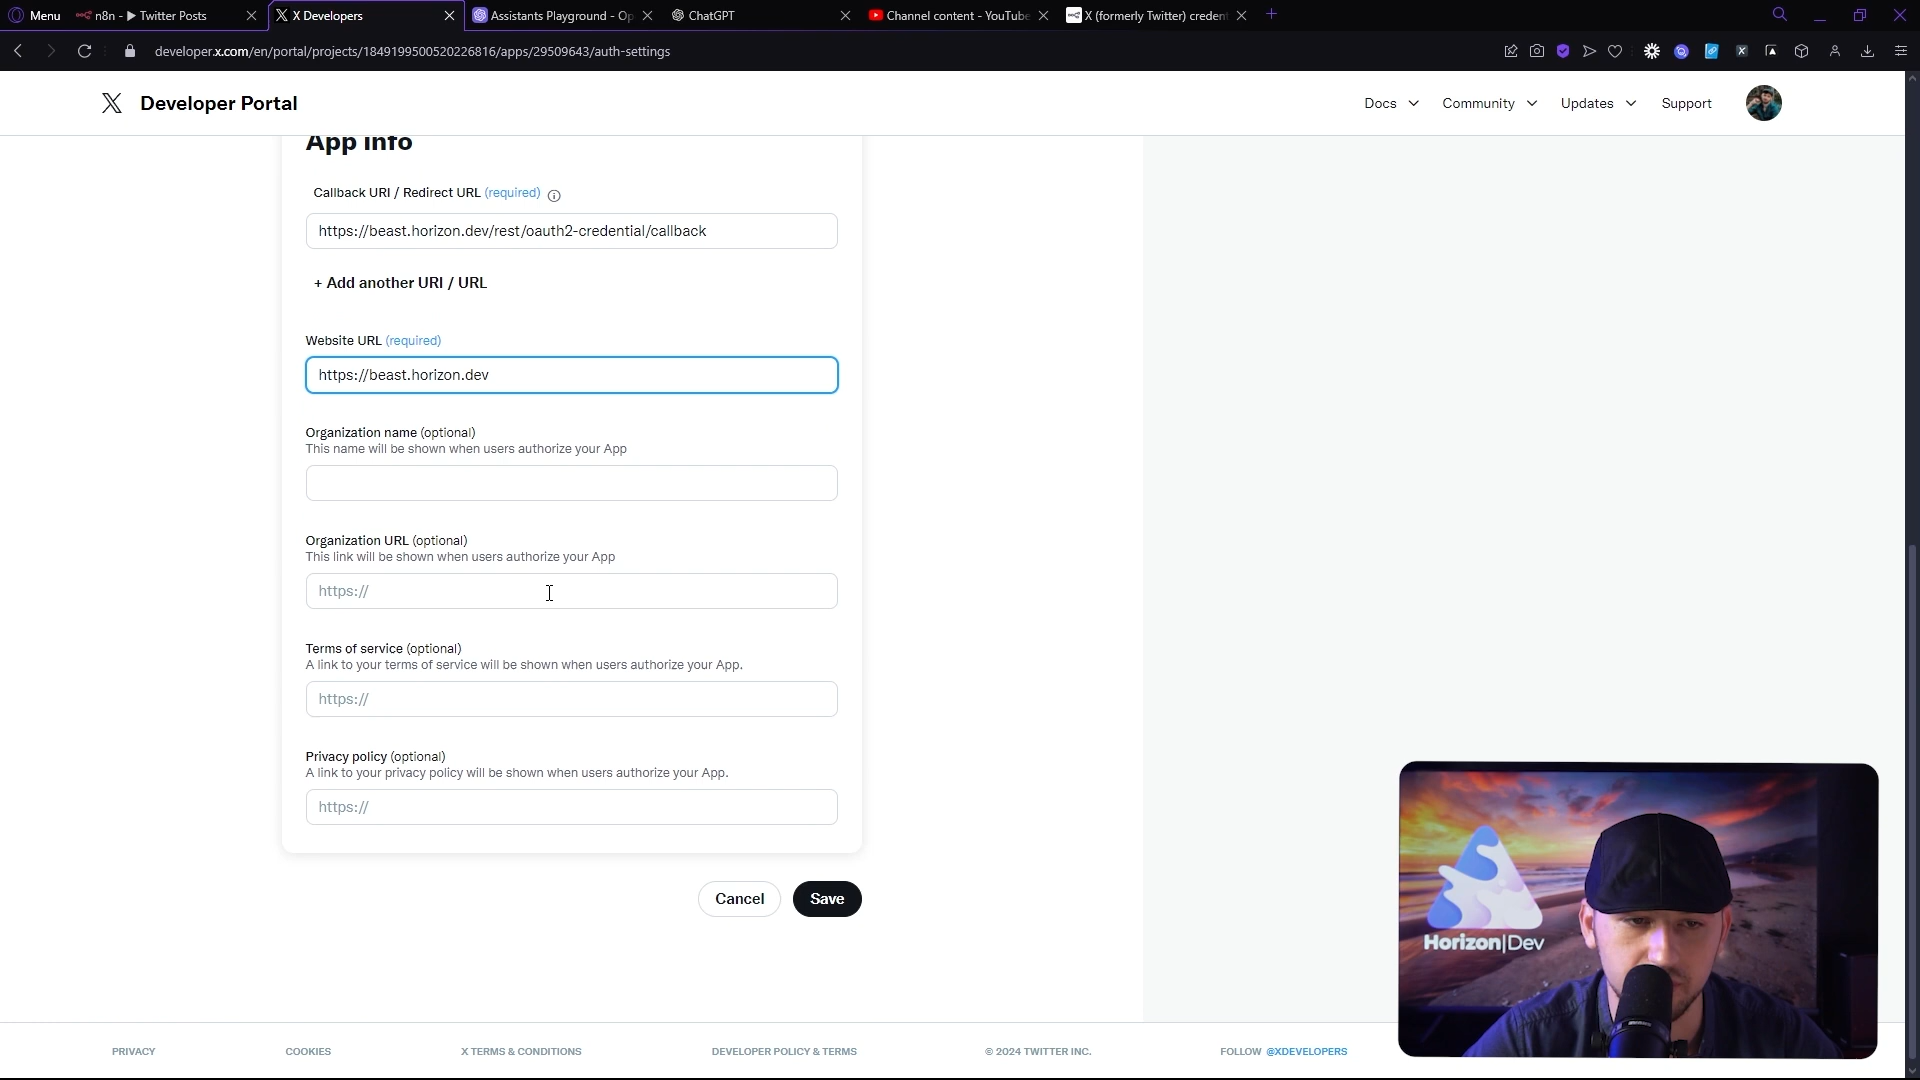 Menu
n8n - ▶ Twitter Posts
X Developers
Assistants Playground - Op
ChatGPT
Channel content - YouTube
X (formerly Twitter) creden
developer.x.com/en/portal/projects/1849199500520226816/apps/29509643/auth-settings
Developer Portal
Docs
Community
Updates
Support
App info
Callback URI / Redirect URL (required)
https://beast.horizon.dev/rest/oauth2-credential/callback
+ Add another URI / URL
Website URL (required)
https://beast.horizon.dev
Organization name (optional)
This name will be shown when users authorize your App
Organization URL (optional)
This link will be shown when users authorize your App
https://
Terms of service (optional)
A link to your terms of service will be shown when users authorize your App.
https://
Privacy policy (optional)
A link to your privacy policy will be shown when users authorize your App.
https://
Cancel
Save
Horizon|Dev
PRIVACY
COOKIES
X TERMS & CONDITIONS
DEVELOPER POLICY & TERMS
© 2024 TWITTER INC.
FOLLOW @XDEVELOPERS